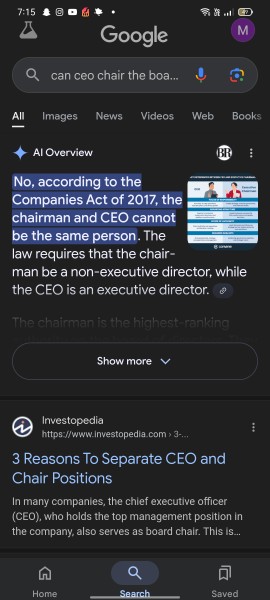 7:15
Google
M
can ceo chair the boa...
All Images News Videos Web Books
AI Overview
No, according to the
Companies Act of 2017, the
chairman and CEO cannot
be the same person. The
law requires that the chair-
man be a non-executive director, while
the CEO is an executive director.
The chairman is the highest-ranking
Show more
Investopedia
https://www.investopedia.com › 3-...
3 Reasons To Separate CEO and
Chair Positions
In many companies, the chief executive officer
(CEO), who holds the top management position in
the company, also serves as board chair. This is...
Home Search Saved